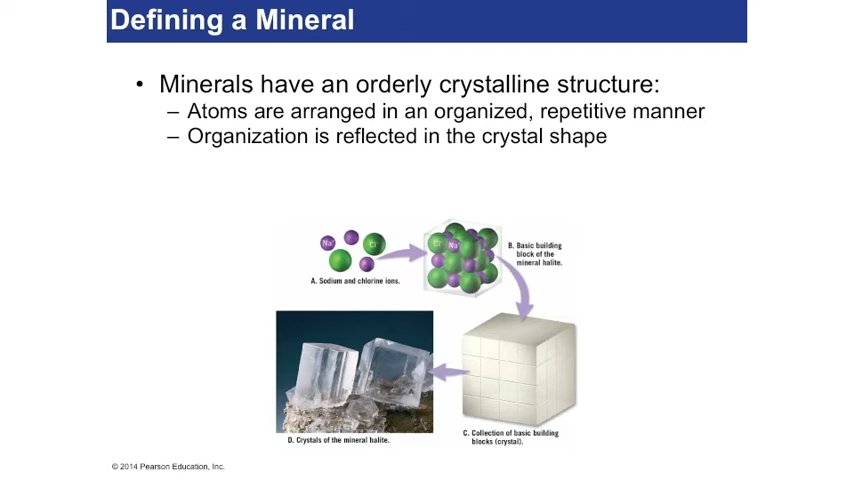 Defining a Mineral
• Minerals have an orderly crystalline structure:
– Atoms are arranged in an organized, repetitive manner
– Organization is reflected in the crystal shape
Na⁺
Cl⁻
A. Sodium and chlorine ions.
Cl⁻
Na⁺
B. Basic building
block of the
mineral halite.
C. Collection of basic building
blocks (crystal).
D. Crystals of the mineral halite.
© 2014 Pearson Education, Inc.